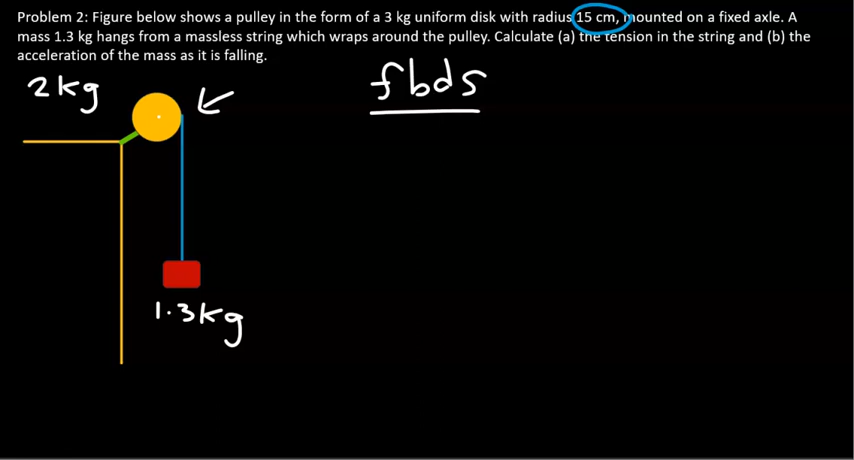 Problem 2: Figure below shows a pulley in the form of a 3 kg uniform disk with radius 15 cm, mounted on a fixed axle. A
mass 1.3 kg hangs from a massless string which wraps around the pulley. Calculate (a) the tension in the string and (b) the
acceleration of the mass as it is falling.
2kg
fbds
1.3kg